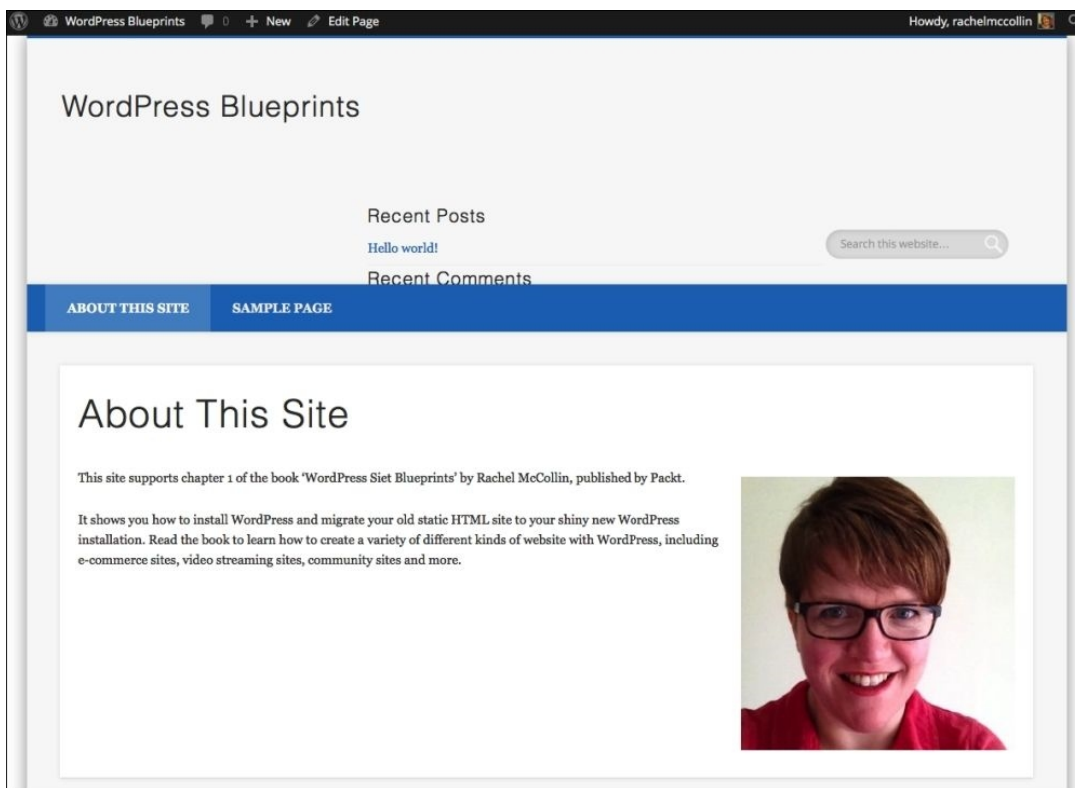 WordPress Blueprints 0 + New Edit Page Howdy, rachelmccollin
WordPress Blueprints
Recent Posts
Hello world!
Search this website...
Recent Comments
ABOUT THIS SITE SAMPLE PAGE
About This Site
This site supports chapter 1 of the book ‘WordPress Siet Blueprints’ by Rachel McCollin, published by Packt.
It shows you how to install WordPress and migrate your old static HTML site to your shiny new WordPress
installation. Read the book to learn how to create a variety of different kinds of website with WordPress, including
e-commerce sites, video streaming sites, community sites and more.